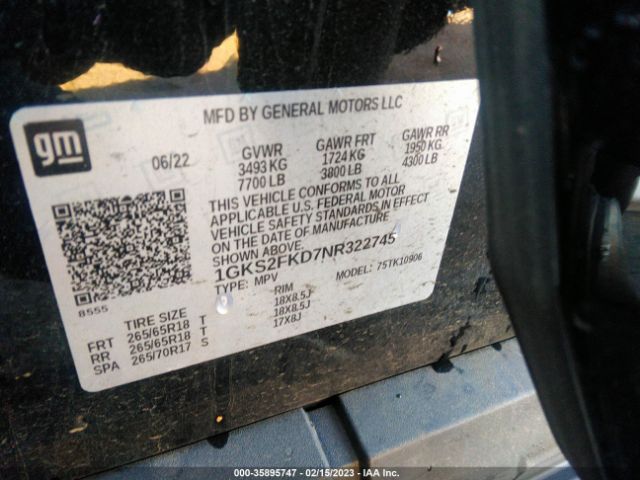 MFD BY GENERAL MOTORS LLC
gm
06/22
GVWR
3493 KG
7700 LB
GAWR FRT
1724 KG
3800 LB
GAWR RR
1950 KG
4300 LB
THIS VEHICLE CONFORMS TO ALL
APPLICABLE U.S. FEDERAL MOTOR
VEHICLE SAFETY STANDARDS IN EFFECT
ON THE DATE OF MANUFACTURE
SHOWN ABOVE.
1GKS2FKD7NR322745
TYPE: MPV
MODEL: 75TK10906
8555
TIRE SIZE
RIM
FRT 265/65R18 T 18X8.5J
RR 265/65R18 T 18X8.5J
SPA 265/70R17 S 17X8J
000-35895747 - 02/15/2023 - IAA Inc.